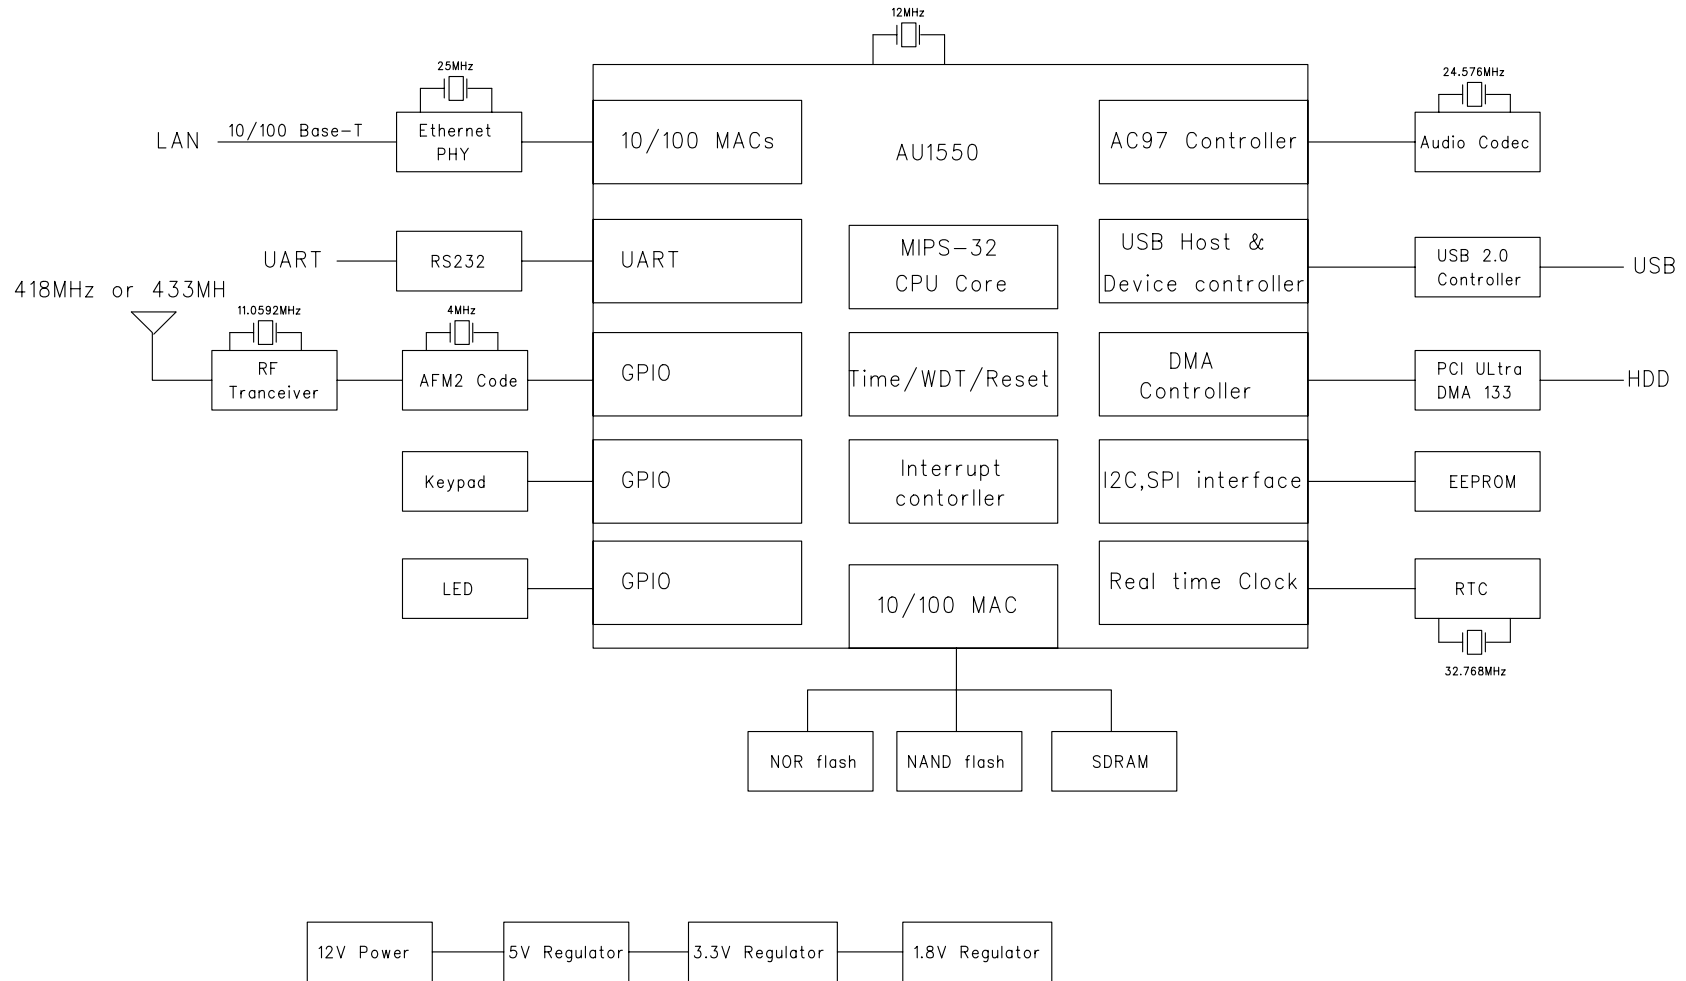 12MHz
25MHz
24.576MHz
LAN
10/100 Base-T
Ethernet
PHY
10/100 MACs
AU1550
AC97 Controller
Audio Codec
UART
RS232
UART
MIPS-32
CPU Core
USB Host &
Device controller
USB 2.0
Controller
USB
418MHz or 433MH
11.0592MHz
4MHz
RF
Tranceiver
AFM2 Code
GPIO
Time/WDT/Reset
DMA
Controller
PCI ULtra
DMA 133
HDD
Keypad
GPIO
Interrupt
contorller
I2C,SPI interface
EEPROM
LED
GPIO
10/100 MAC
Real time Clock
RTC
32.768MHz
NOR flash
NAND flash
SDRAM
12V Power
5V Regulator
3.3V Regulator
1.8V Regulator